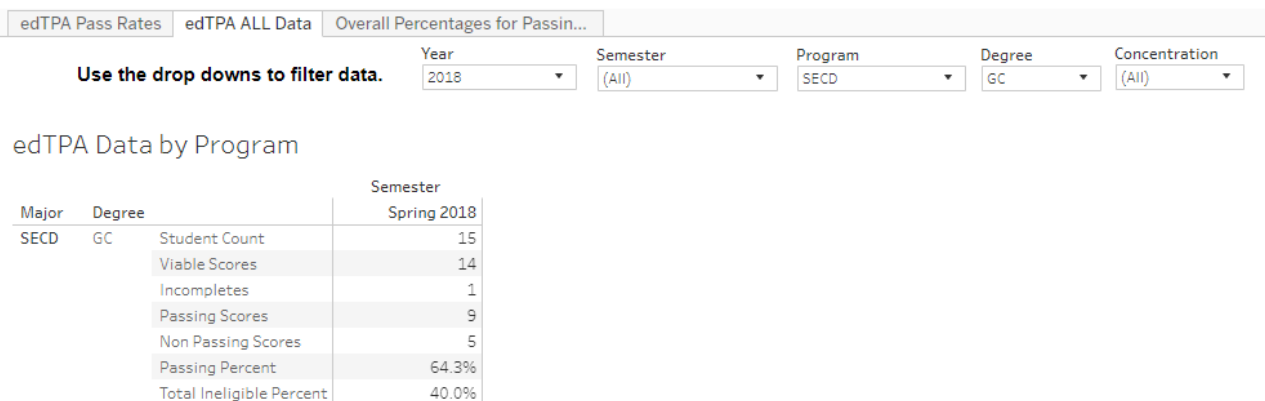 edTPA Pass Rates edTPA ALL Data Overall Percentages for Passin...
Year Semester Program Degree Concentration
Use the drop downs to filter data. 2018 (All) SECD GC (All)
edTPA Data by Program
Semester
Major Degree Spring 2018
SECD GC Student Count 15
Viable Scores 14
Incompletes 1
Passing Scores 9
Non Passing Scores 5
Passing Percent 64.3%
Total Ineligible Percent 40.0%